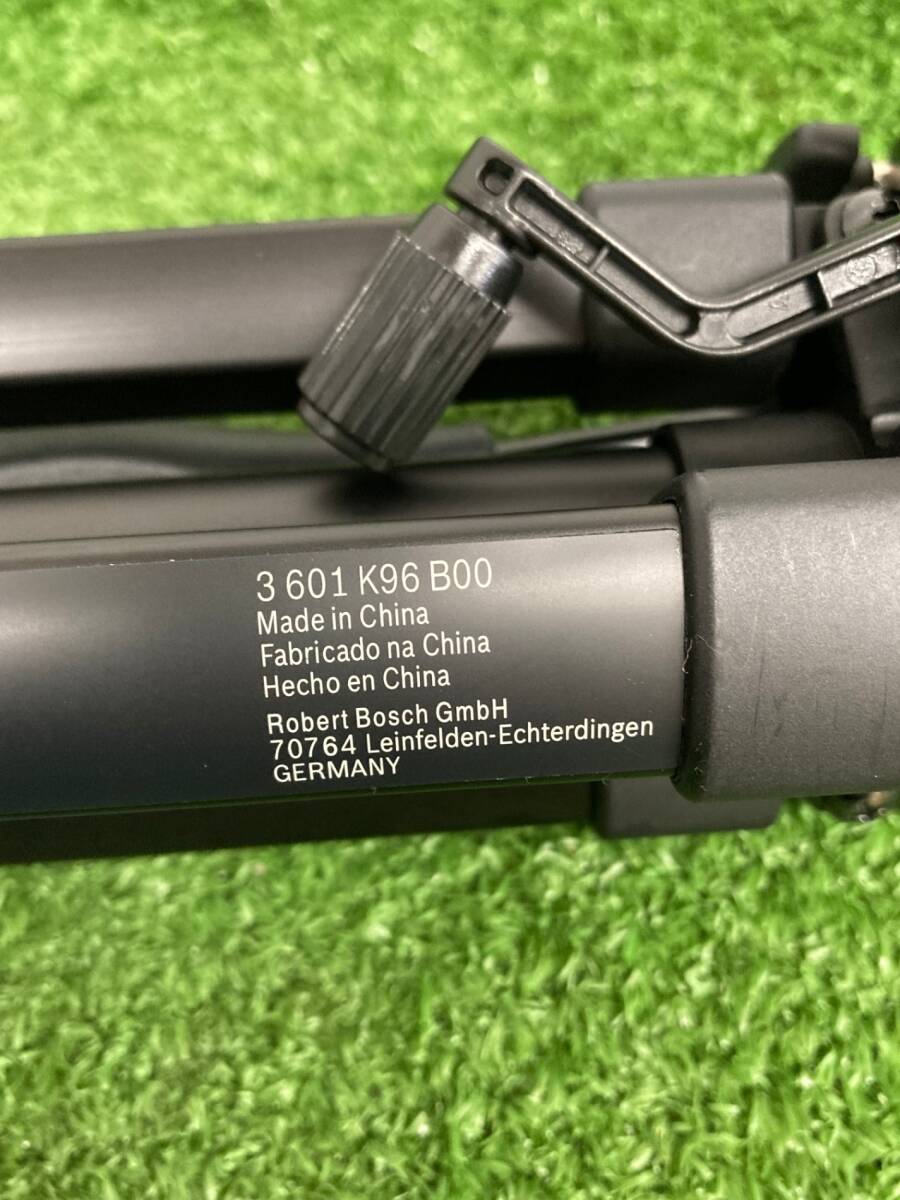 3 601 K96 B00
Made in China
Fabricado na China
Hecho en China
Robert Bosch GmbH
70764 Leinfelden-Echterdingen
GERMANY